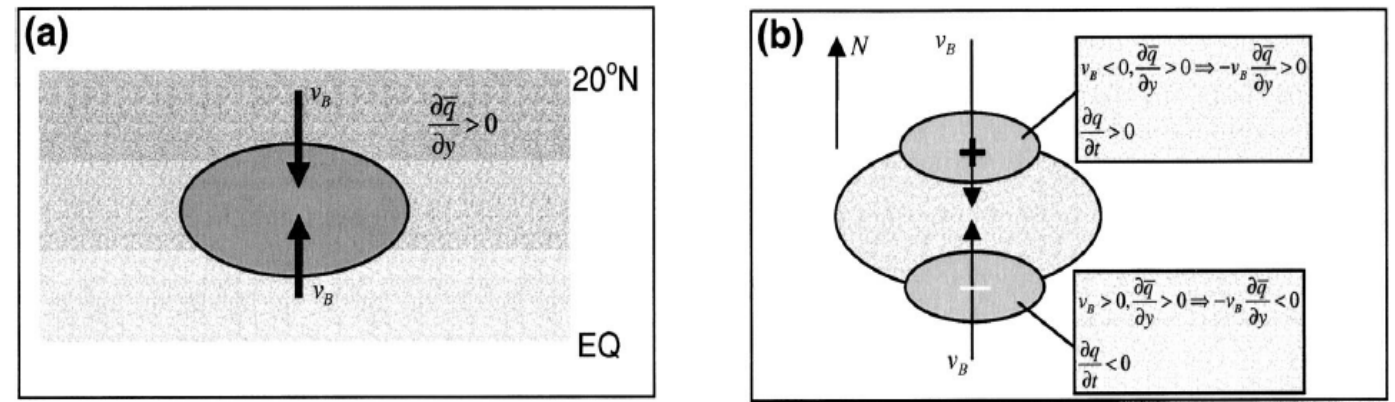 (a)
20°N
v_B
∂q̄/∂y > 0
v_B
EQ
(b)
N
v_B
v_B < 0, ∂q̄/∂y > 0 ⇒ -v_B ∂q̄/∂y > 0
∂q/∂t > 0
+
−
v_B > 0, ∂q̄/∂y > 0 ⇒ -v_B ∂q̄/∂y < 0
∂q/∂t < 0
v_B